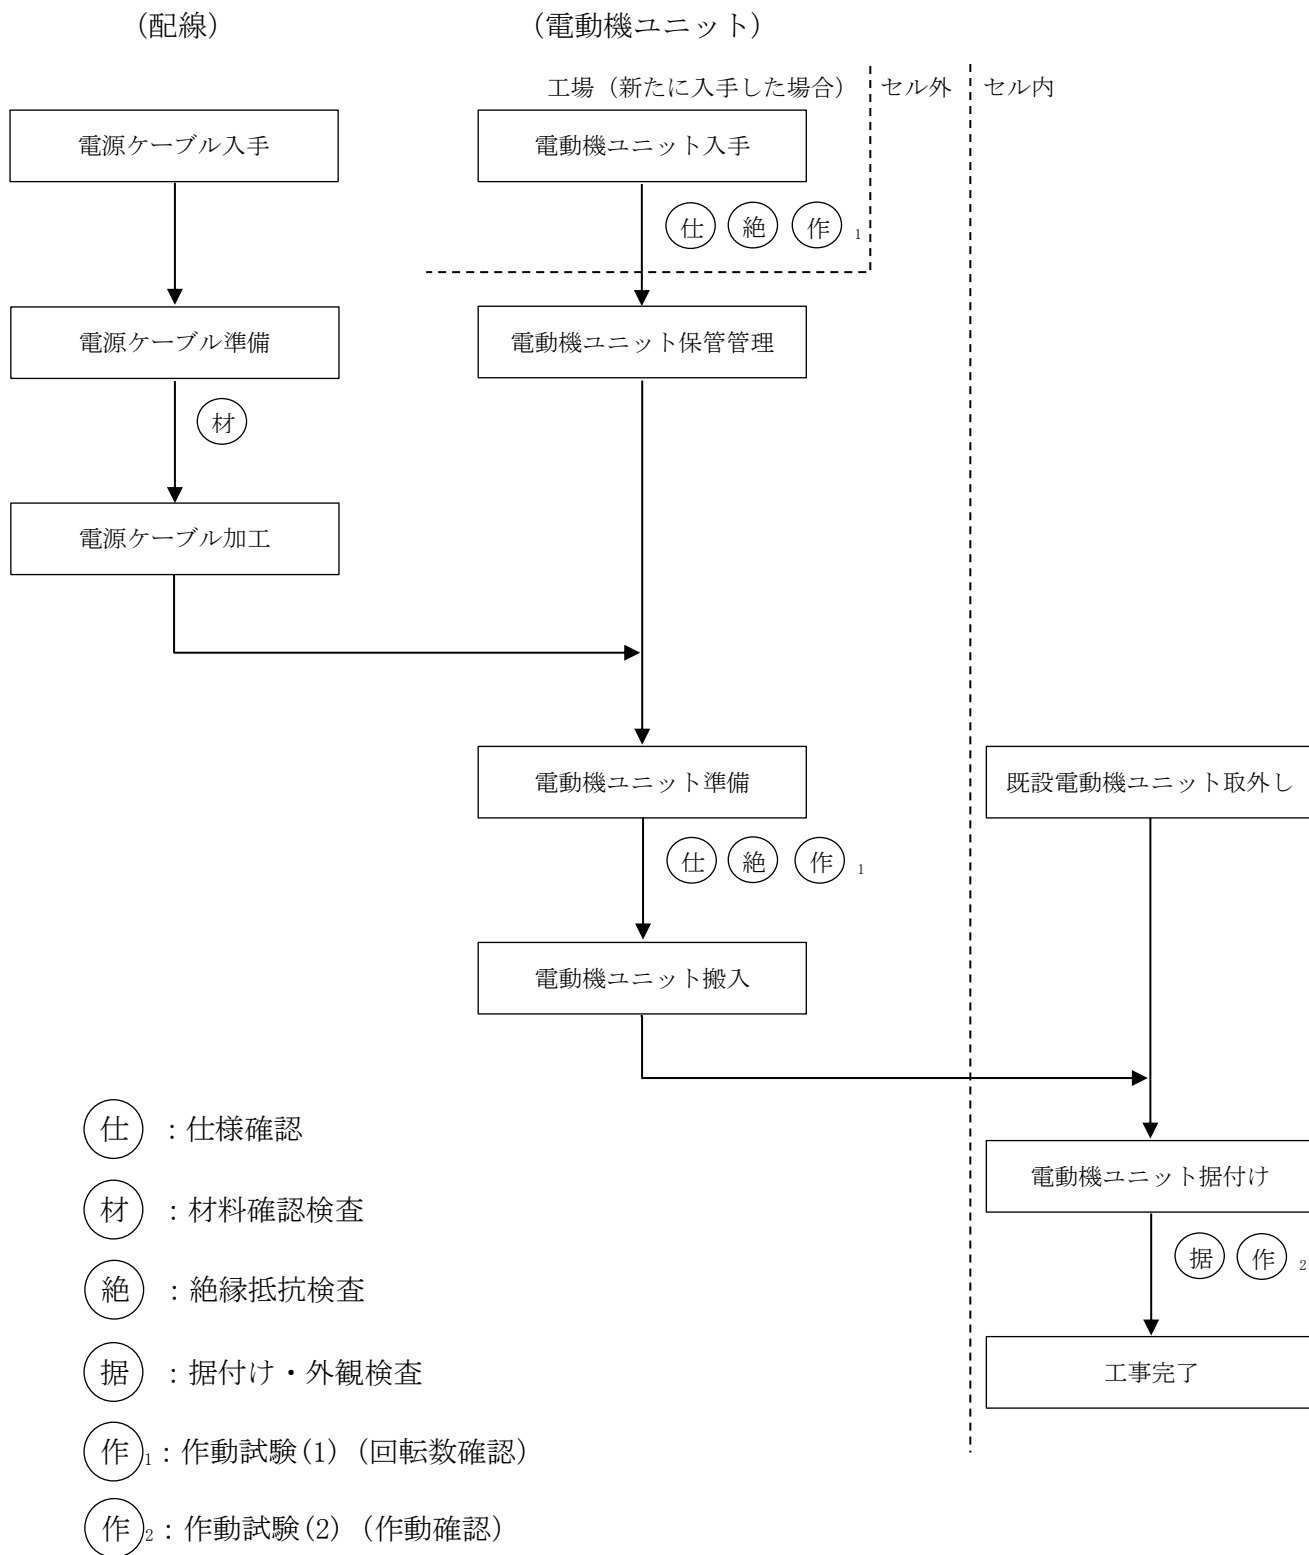 (配線)
(電動機ユニット)
工場（新たに入手した場合）
セル外
セル内
電源ケーブル入手
電動機ユニット入手
仕 絶 作1
電源ケーブル準備
電動機ユニット保管管理
材
電源ケーブル加工
電動機ユニット準備
既設電動機ユニット取外し
仕 絶 作1
電動機ユニット搬入
電動機ユニット据付け
据 作2
工事完了
仕：仕様確認
材：材料確認検査
絶：絶縁抵抗検査
据：据付け・外観検査
作1：作動試験(1)（回転数確認）
作2：作動試験(2)（作動確認）